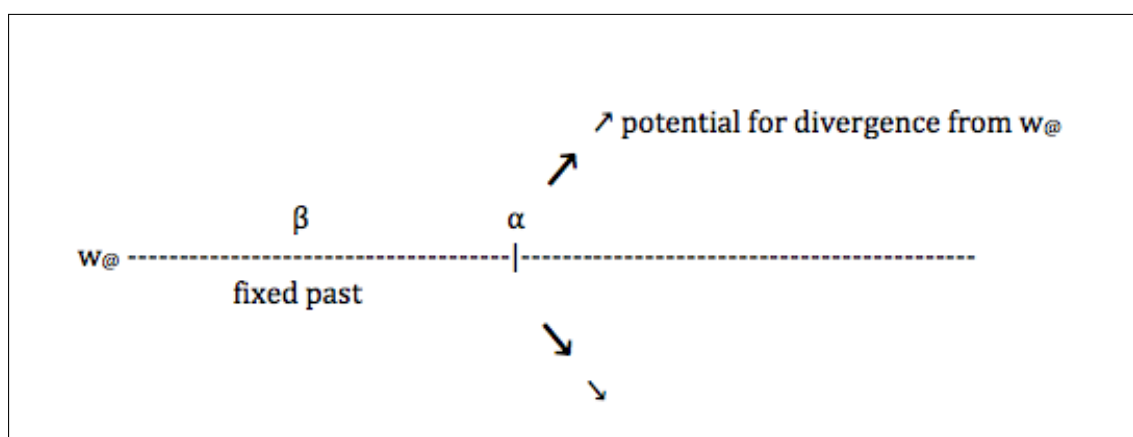 ↗ potential for divergence from w@
↗
β α
w@ -------------------------------------|--------------------------------------------
fixed past
↘
↘